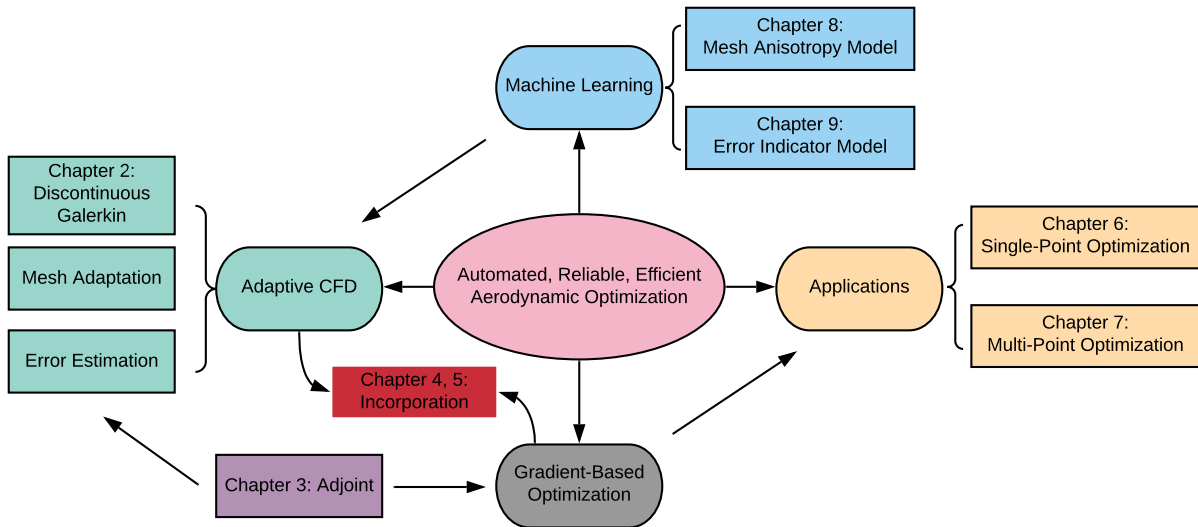 Chapter 8:
Mesh Anisotropy Model
Machine Learning
Chapter 9:
Error Indicator Model
Chapter 2:
Discontinuous
Galerkin
Mesh Adaptation
Error Estimation
Adaptive CFD
Automated, Reliable, Efficient
Aerodynamic Optimization
Applications
Chapter 6:
Single-Point Optimization
Chapter 7:
Multi-Point Optimization
Chapter 4, 5:
Incorporation
Chapter 3: Adjoint
Gradient-Based
Optimization